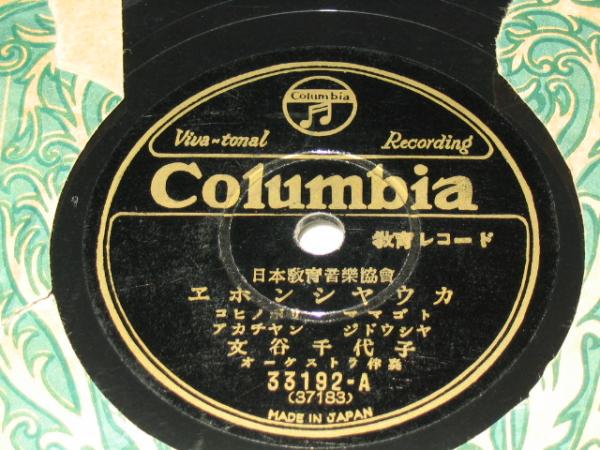 Columbia
Viva-tonal Recording
Columbia
教育レコード
日本教育音樂協會
ヱホンシヤウカ
コヒノボリ ママゴト
アカチヤン ジドウシヤ
文谷千代子
オーケストラ伴奏
33192-A
(37183)
MADE IN JAPAN